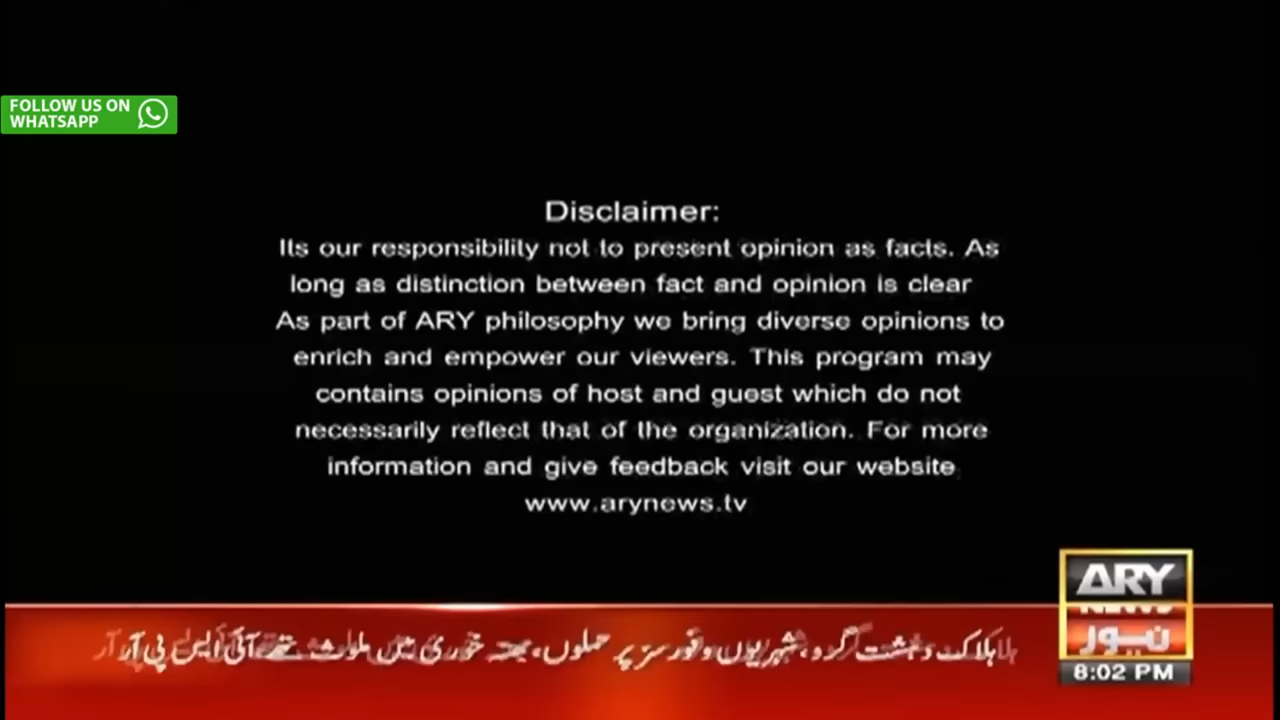 FOLLOW US ON
WHATSAPP
Disclaimer:
Its our responsibility not to present opinion as facts. As
long as distinction between fact and opinion is clear
As part of ARY philosophy we bring diverse opinions to
enrich and empower our viewers. This program may
contains opinions of host and guest which do not
necessarily reflect that of the organization. For more
information and give feedback visit our website
www.arynews.tv
ہلاک دہشت گرد، شہریوں و فورسز پر حملوں، بھتہ خوری میں ملوث تھے، آئی ایس پی آر
ARY
NEWS
نیوز
8:02 PM